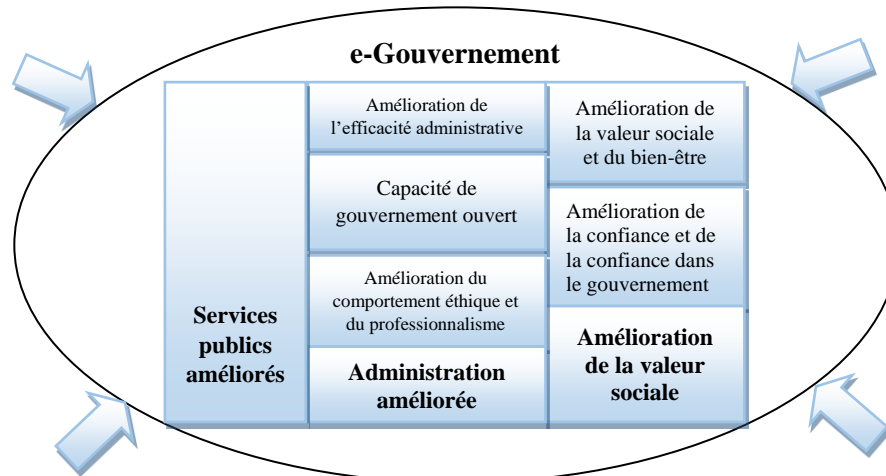 e-Gouvernement
Services
publics
améliorés
Amélioration de
l'efficacité administrative
Capacité de
gouvernement ouvert
Amélioration du
comportement éthique et
du professionnalisme
Administration
améliorée
Amélioration de
la valeur sociale
et du bien-être
Amélioration de
la confiance et de
la confiance dans
le gouvernement
Amélioration
de la valeur
sociale